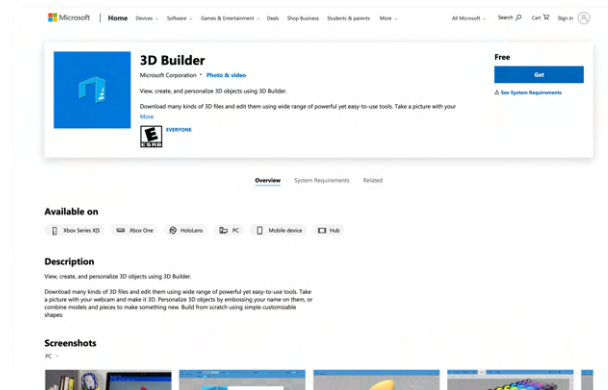 Microsoft Home Devices Software Games & Entertainment Deals Shop Business Students & parents More All Microsoft Search Cart Sign in
3D Builder
Microsoft Corporation • Photo & video
View, create, and personalize 3D objects using 3D Builder.
Download many kinds of 3D files and edit them using wide range of powerful yet easy-to-use tools. Take a picture with your
More
E
ESRB
EVERYONE
Free
Get
See System Requirements
Overview System Requirements Related
Available on
Xbox Series X|S Xbox One HoloLens PC Mobile device Hub
Description
View, create, and personalize 3D objects using 3D Builder.
Download many kinds of 3D files and edit them using wide range of powerful yet easy-to-use tools. Take
a picture with your webcam and make it 3D. Personalize 3D objects by embossing your name on them, or
combine models and pieces to make something new. Build from scratch using simple customizable
shapes.
Screenshots
PC